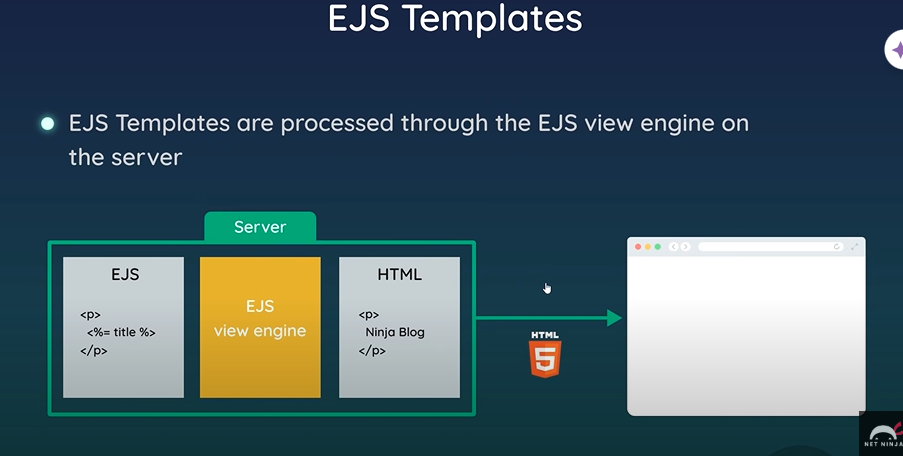 EJS Templates
EJS Templates are processed through the EJS view engine on
the server
Server
EJS
<p>
<%= title %>
</p>
EJS
view engine
HTML
<p>
Ninja Blog
</p>
HTML
5
NET NINJA